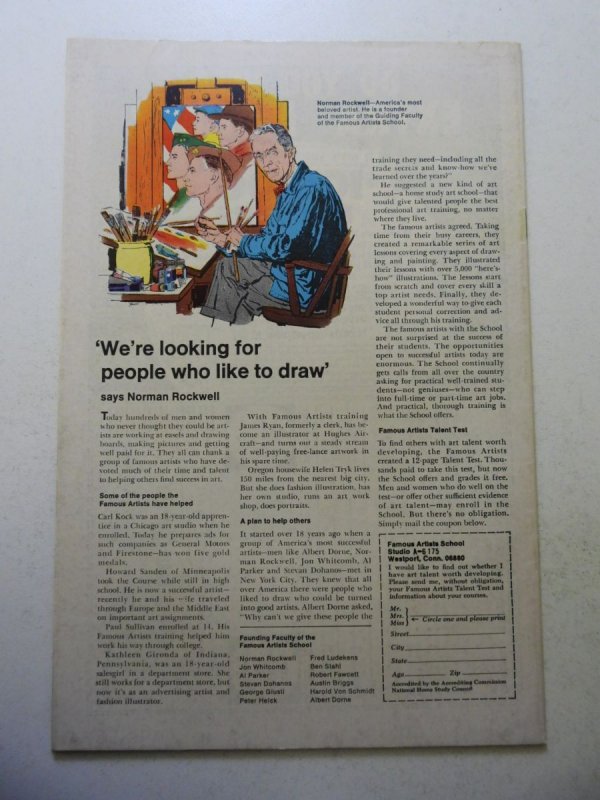 Norman Rockwell—America's most
beloved artist. He is a founder
and member of the Guiding Faculty
of the Famous Artists School.
'We're looking for
people who like to draw'
says Norman Rockwell
Today hundreds of men and women
who never thought they could be art-
ists are working at easels and drawing
boards, making pictures and getting
well paid for it. They all can thank a
group of famous artists who have de-
voted much of their time and talent
to helping others find success in art.
Some of the people the
Famous Artists have helped
Carl Kock was an 18-year-old appren-
tice in a Chicago art studio when he
enrolled. Today he prepares ads for
such companies as General Motors
and Firestone—has won five gold
medals.
Howard Sanden of Minneapolis
took the Course while still in high
school. He is now a successful artist—
recently he and his wife traveled
through Europe and the Middle East
on important art assignments.
Paul Sullivan enrolled at 14. His
Famous Artists training helped him
work his way through college.
Kathleen Gironda of Indiana,
Pennsylvania, was an 18-year-old
salesgirl in a department store. She
still works for a department store, but
now it's as an advertising artist and
fashion illustrator.
With Famous Artists training
James Ryan, formerly a clerk, has be-
come an illustrator at Hughes Air-
craft—and turns out a steady stream
of well-paying free-lance artwork in
his spare time.
Oregon housewife Helen Tryk lives
150 miles from the nearest big city.
But she does fashion illustration, has
her own studio, runs an art work
shop, does portraits.
A plan to help others
It started over 18 years ago when a
group of America's most successful
artists—men like Albert Dorne, Nor-
man Rockwell, Jon Whitcomb, Al
Parker and Stevan Dohanos—met in
New York City. They knew that all
over America there were people who
liked to draw who could be turned
into good artists. Albert Dorne asked,
"Why can't we give these people the
Founding Faculty of the
Famous Artists School
Norman Rockwell
Jon Whitcomb
Al Parker
Stevan Dohanos
George Giusti
Peter Helck
Fred Ludekens
Ben Stahl
Robert Fawcett
Austin Briggs
Harold Von Schmidt
Albert Dorne
training they need—including all the
trade secrets and know-how we've
learned over the years?"
He suggested a new kind of art
school—a home study art school—that
would give talented people the best
professional art training, no matter
where they live.
The famous artists agreed. Taking
time from their busy careers, they
created a remarkable series of art
lessons covering every aspect of draw-
ing and painting. They illustrated
their lessons with over 5,000 "here's-
how" illustrations. The lessons start
from scratch and cover every skill a
top artist needs. Finally, they de-
veloped a wonderful way to give each
student personal correction and ad-
vice all through his training.
The famous artists with the School
are not surprised at the success of
their students. The opportunities
open to successful artists today are
enormous. The School continually
gets calls from all over the country
asking for practical well-trained stu-
dents—not geniuses—who can step
into full-time or part-time art jobs.
And practical, thorough training is
what the School offers.
Famous Artists Talent Test
To find others with art talent worth
developing, the Famous Artists
created a 12-page Talent Test. Thou-
sands paid to take this test, but now
the School offers and grades it free.
Men and women who do well on the
test—or offer other sufficient evidence
of art talent—may enroll in the
School. But there's no obligation.
Simply mail the coupon below.
Famous Artists School
Studio A-6175
Westport, Conn. 06880
I would like to find out whether I
have art talent worth developing.
Please send me, without obligation,
your Famous Artists Talent Test and
information about your courses.
Mr.
Mrs. ← Circle one and please print
Miss
Street
City
State
Age Zip
Accredited by the Accrediting Commission
National Home Study Council